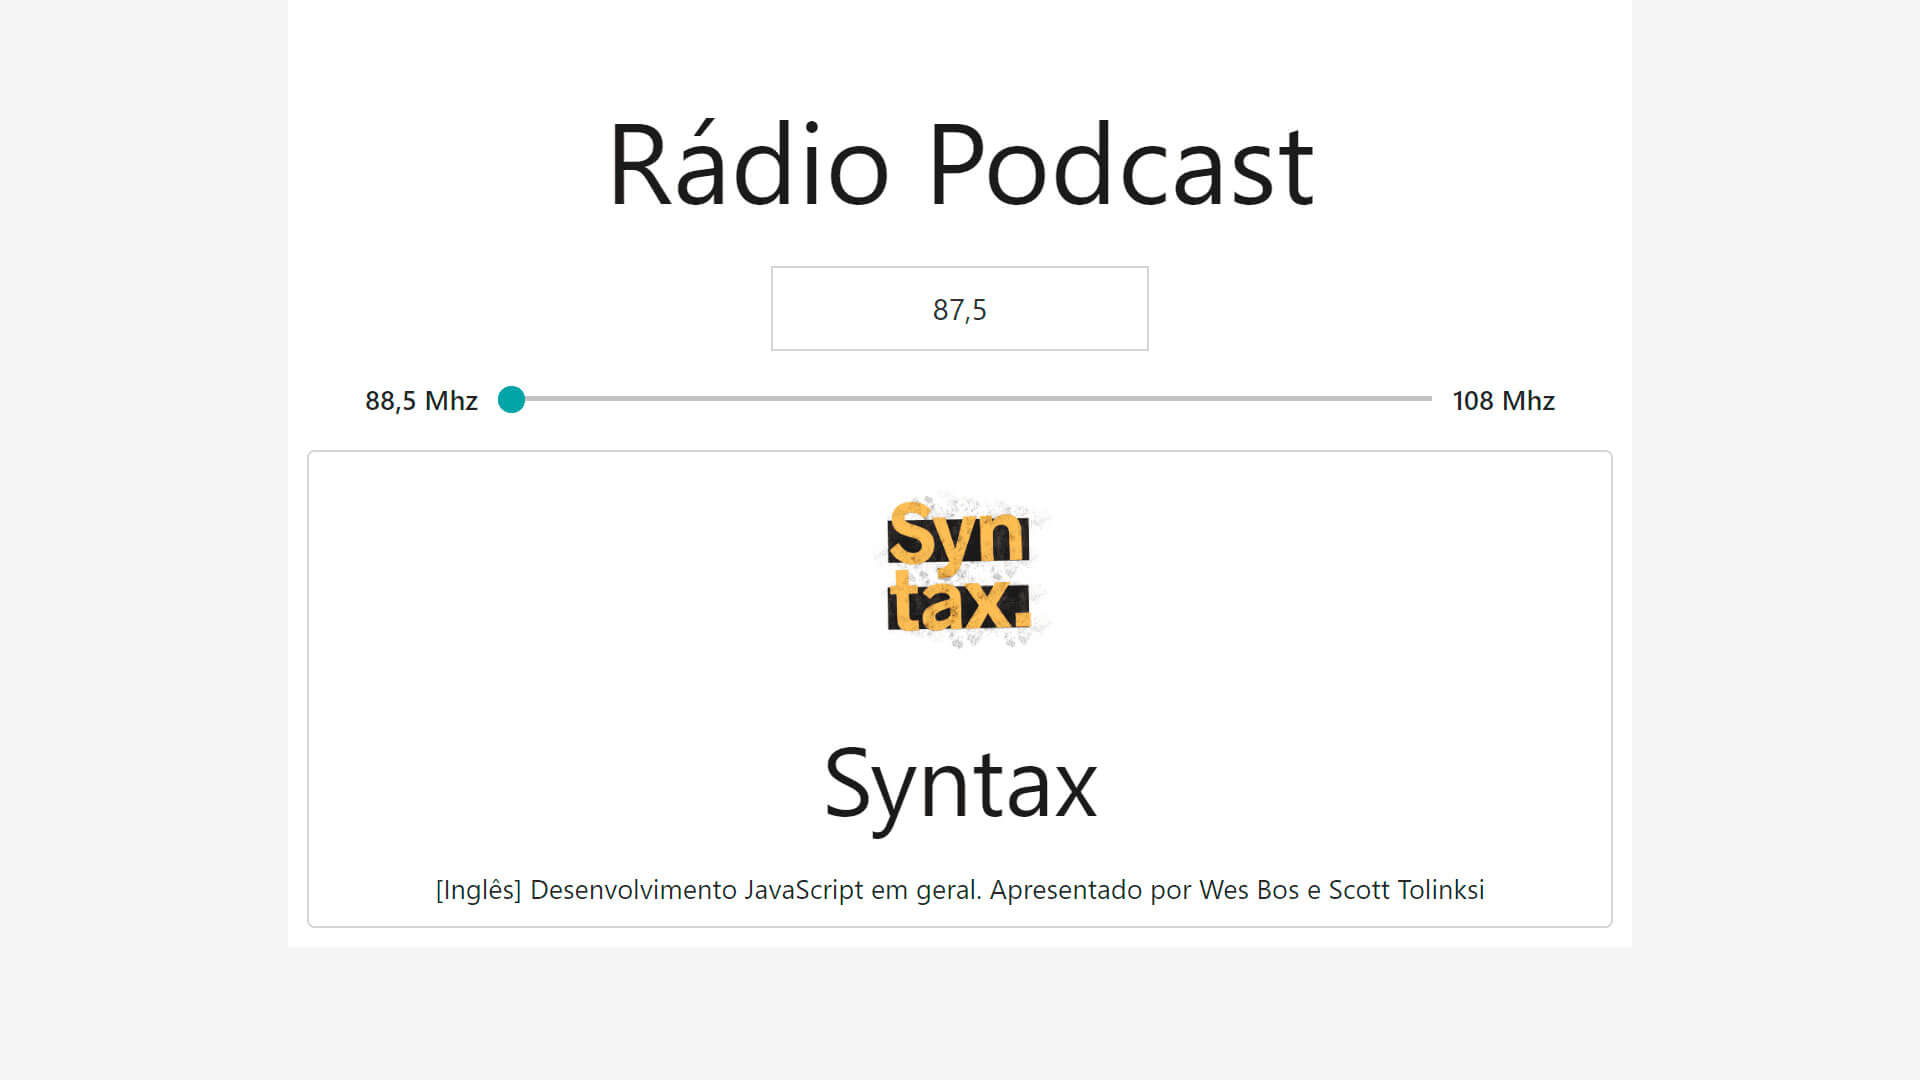 Rádio Podcast
87,5
88,5 Mhz 108 Mhz
Syn
tax.
Syntax
[Inglês] Desenvolvimento JavaScript em geral. Apresentado por Wes Bos e Scott Tolinksi